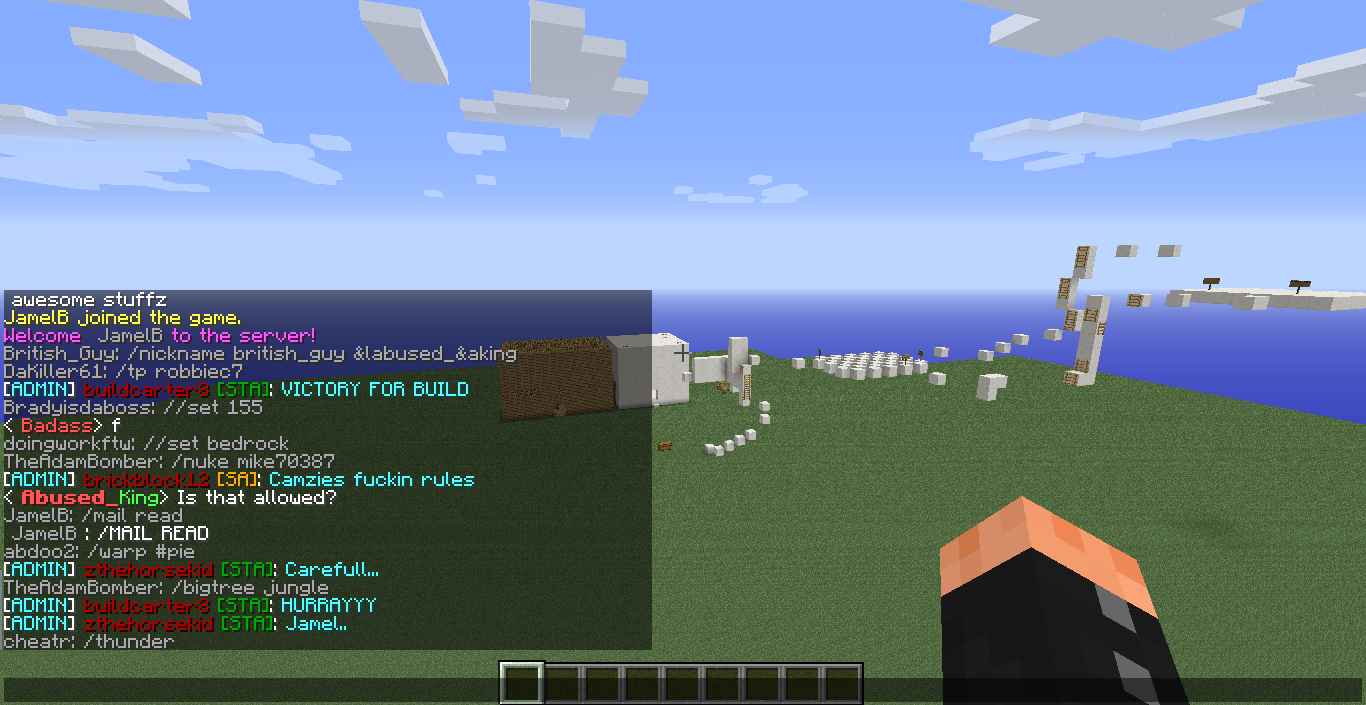 awesome stuffz
JamelB joined the game.
Welcome JamelB to the server!
British_Guy: /nickname british_guy &labused_&aking
DaKiller61: /tp robbiec7
[ADMIN] buildcarter8 [STA]: VICTORY FOR BUILD
Bradyisdaboss: //set 155
< Badass> f
doingworkftw: //set bedrock
TheAdamBomber: /nuke mike70387
[ADMIN] brickblock12 [SA]: Camzies fuckin rules
< Abused_King> Is that allowed?
JamelB: /mail read
JamelB : /MAIL READ
abdoo2: /warp #pie
[ADMIN] zthehorsekid [STA]: Carefull...
TheAdamBomber: /bigtree jungle
[ADMIN] buildcarter8 [STA]: HURRAYYY
[ADMIN] zthehorsekid [STA]: Jamel..
cheatr: /thunder